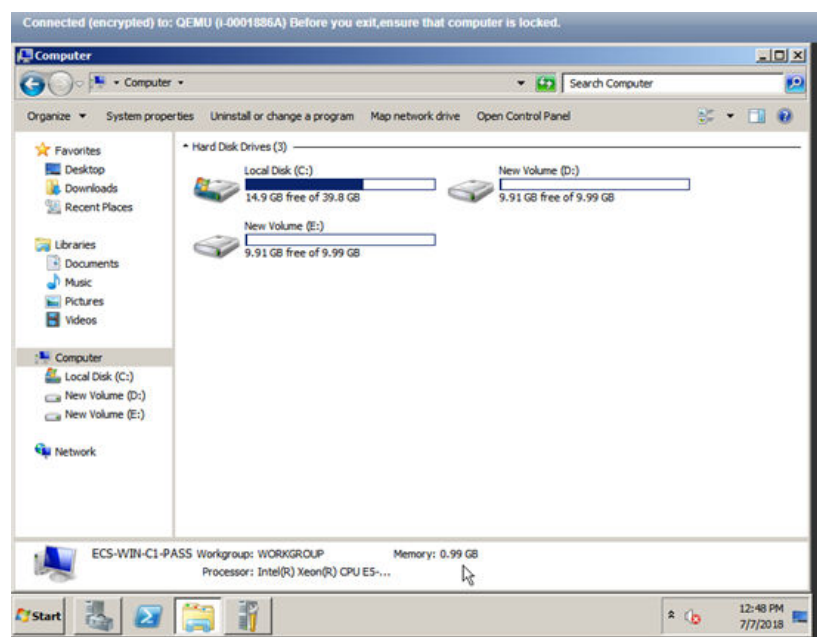 Connected (encrypted) to: QEMU (i-0001886A) Before you exit,ensure that computer is locked.
Computer
Computer
Search Computer
Organize System properties Uninstall or change a program Map network drive Open Control Panel
Favorites
Desktop
Downloads
Recent Places
Libraries
Documents
Music
Pictures
Videos
Computer
Local Disk (C:)
New Volume (D:)
New Volume (E:)
Network
Hard Disk Drives (3)
Local Disk (C:)
14.9 GB free of 39.8 GB
New Volume (D:)
9.91 GB free of 9.99 GB
New Volume (E:)
9.91 GB free of 9.99 GB
ECS-WIN-C1-PASS Workgroup: WORKGROUP Memory: 0.99 GB
Processor: Intel(R) Xeon(R) CPU E5-...
Start
12:48 PM
7/7/2018